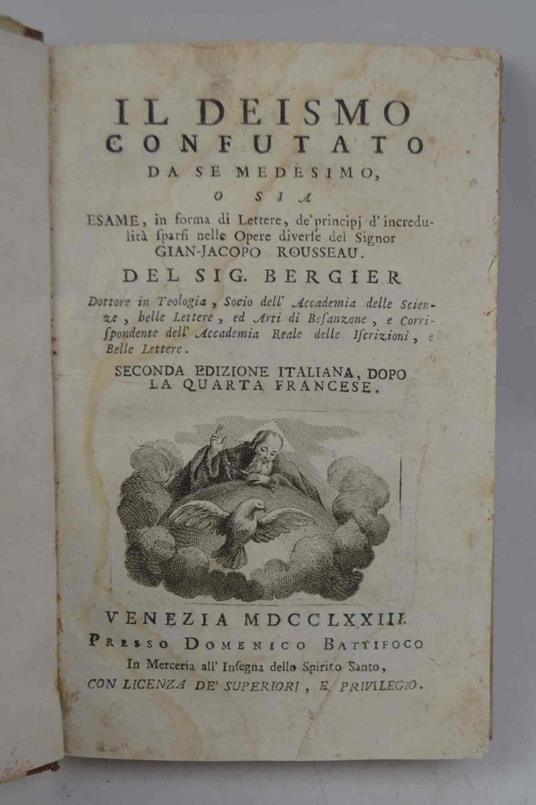 IL DEISMO
CONFUTATO
DA SE MEDESIMO,
O SIA
ESAME, in forma di Lettere, de' principj d' incredu-
lità ſparſi nelle Opere diverſe del Signor
GIAN-JACOPO ROUSSEAU.
DEL SIG. BERGIER
Dottore in Teologia, Socio dell' Accademia delle Scien-
ze, belle Lettere, ed Arti di Beſanzone, e Corri-
ſpondente dell' Accademia Reale delle Iſcrizioni, e
Belle Lettere.
SECONDA EDIZIONE ITALIANA, DOPO
LA QUARTA FRANCESE.
VENEZIA MDCCLXXIII.
PRESSO DOMENICO BATTIFOCO
In Merceria all' Inſegna dello Spirito Santo,
CON LICENZA DE' SUPERIORI, E PRIVILEGIO.